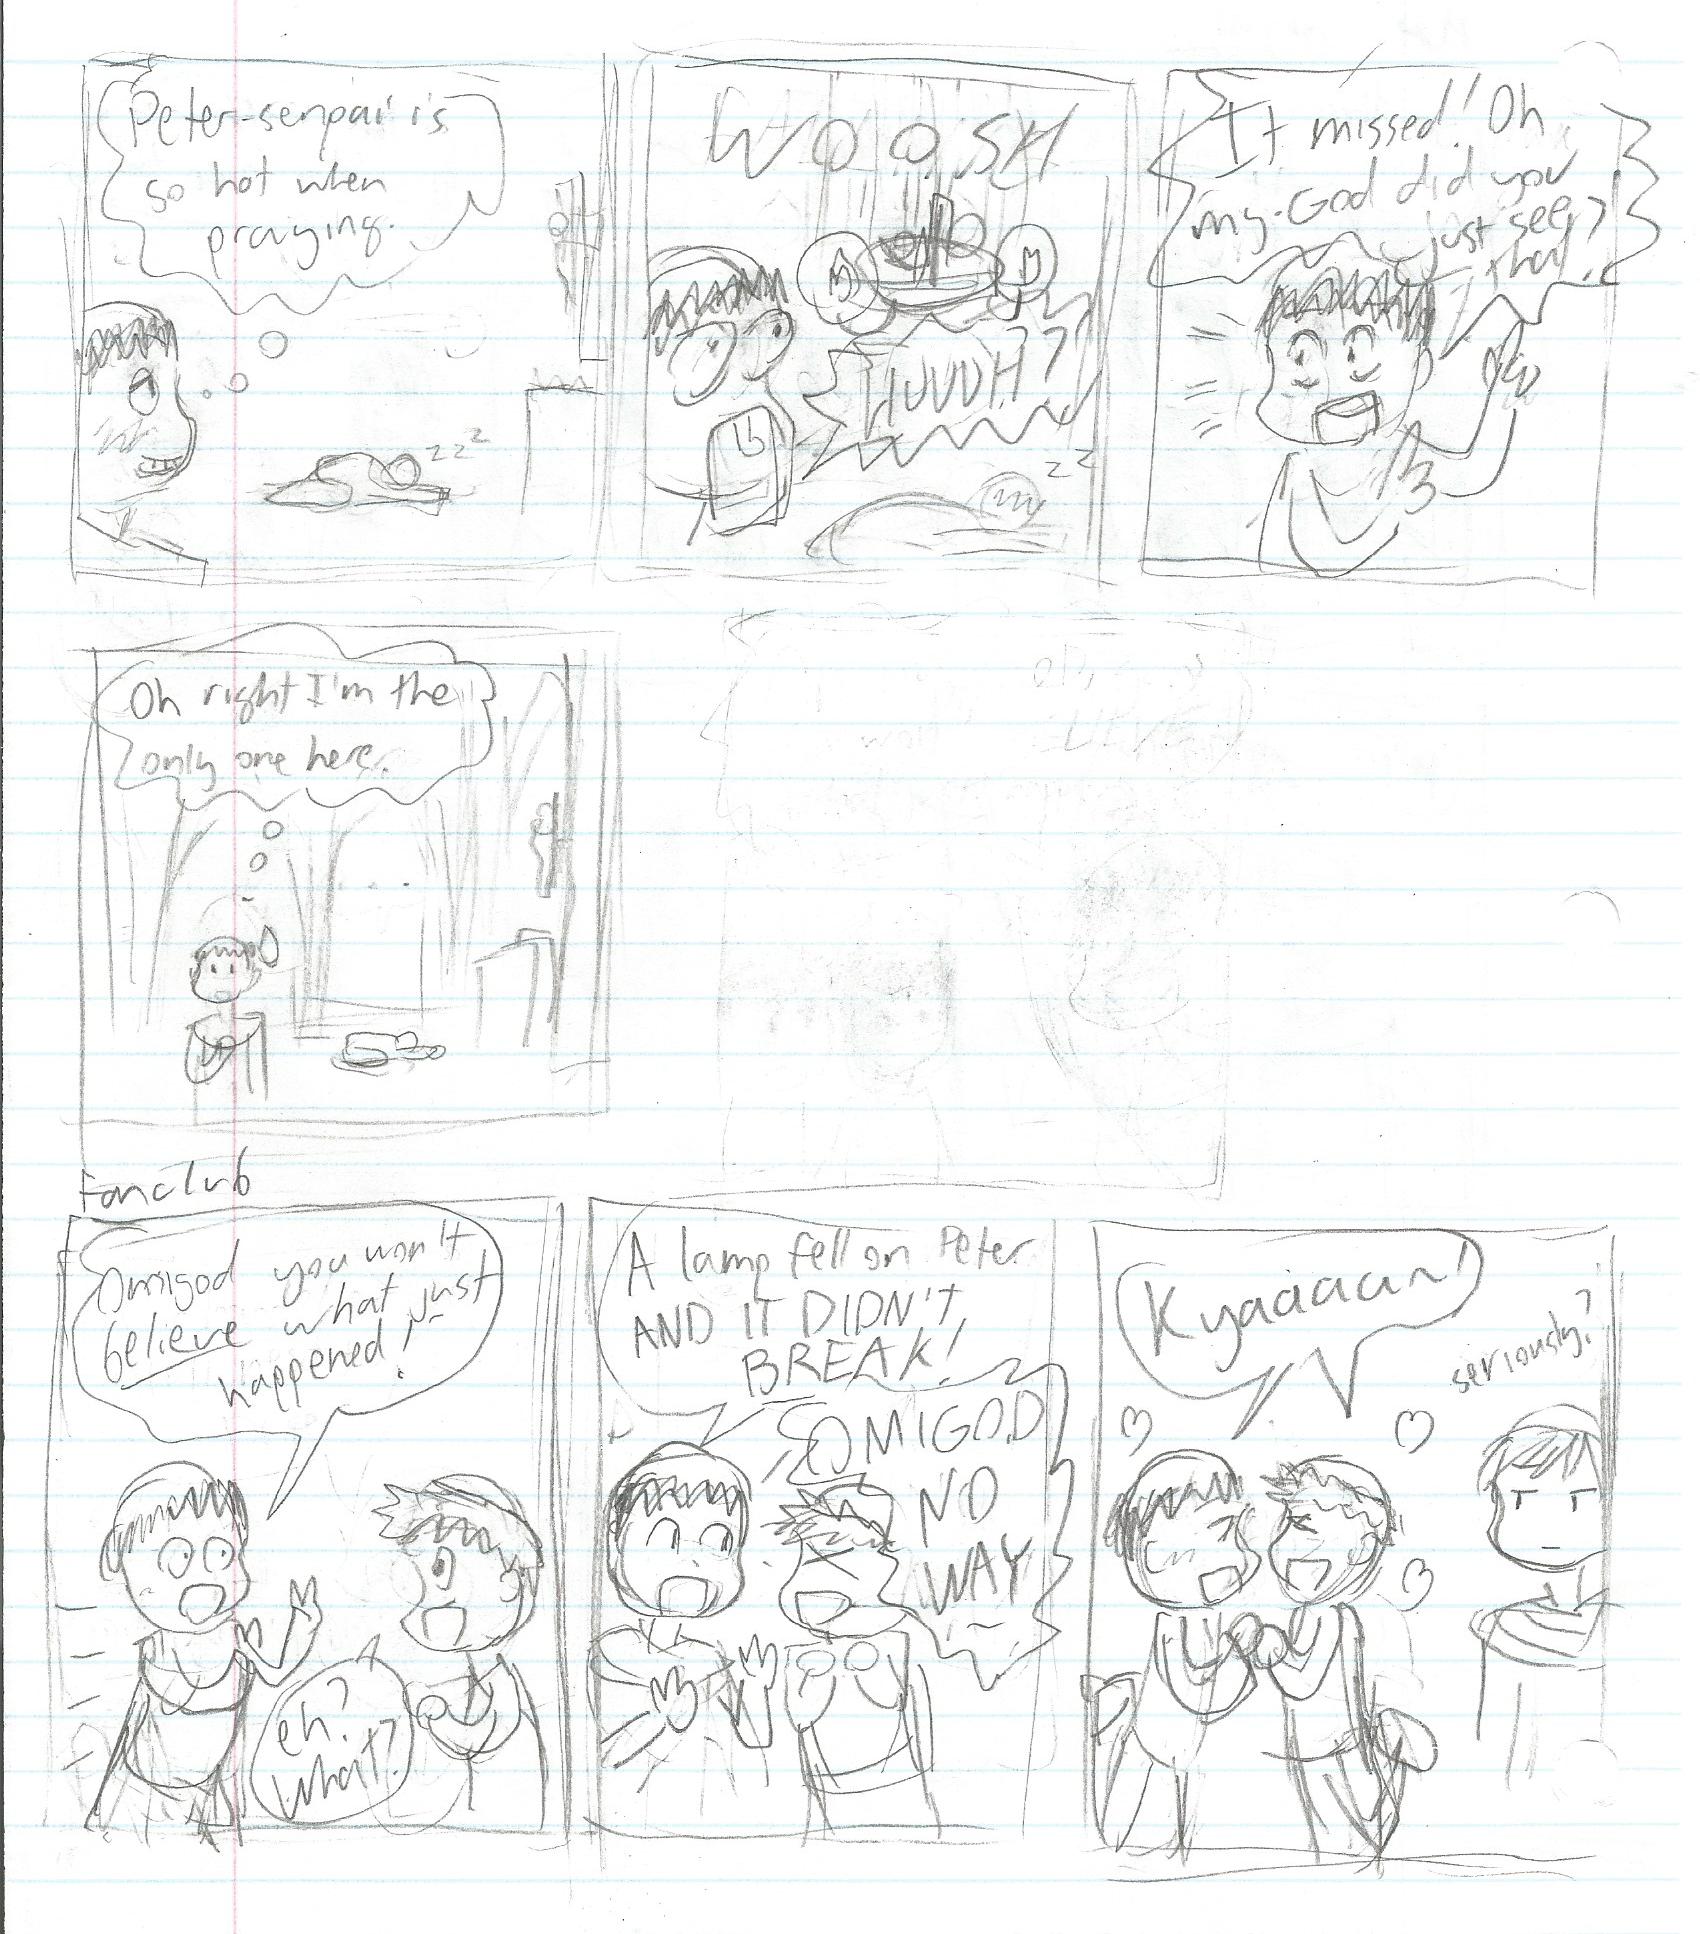 Peter-senpai is
so hot when
praying.
z z z
WOOSH
HUUUH?
z z
It missed! Oh
my God did you
just see
that?
Oh right I'm the
only one here.
Fanclub
Omigod you won't
believe what just
happened!
eh?
What?
A lamp fell on Peter
AND IT DIDN'T
BREAK!
OMIGOD
NO
WAY
Kyaaaaan!
seriously?